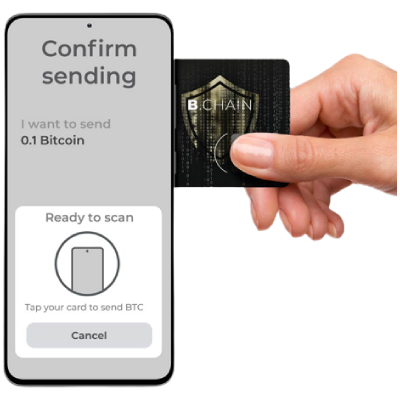 Confirm
sending
I want to send
0.1 Bitcoin
B.CHAIN
Ready to scan
Tap your card to send BTC
Cancel